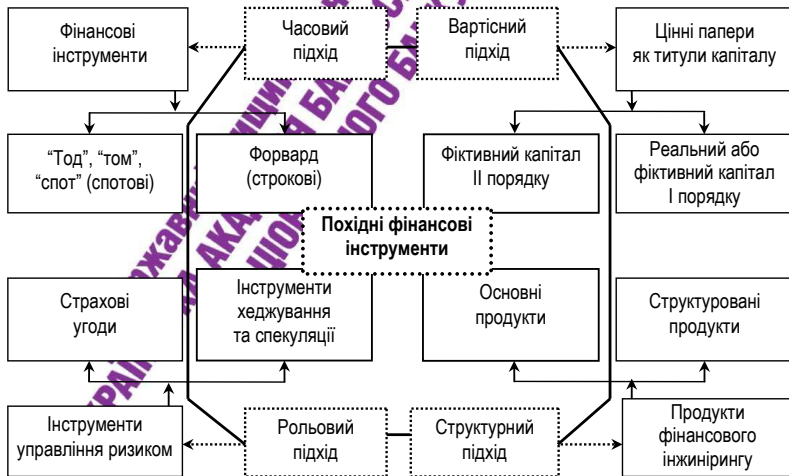 Фінансові
інструменти
Часовий
підхід
Вартісний
підхід
Цінні папери
як титули капіталу
“Тод”, “том”,
“спот” (спотові)
Форвард
(строкові)
Фіктивний капітал
ІІ порядку
Реальний або
фіктивний капітал
І порядку
Похідні фінансові
інструменти
Страхові
угоди
Інструменти
хеджування
та спекуляції
Основні
продукти
Структуровані
продукти
Інструменти
управління ризиком
Рольовий
підхід
Структурний
підхід
Продукти
фінансового
інжинірингу